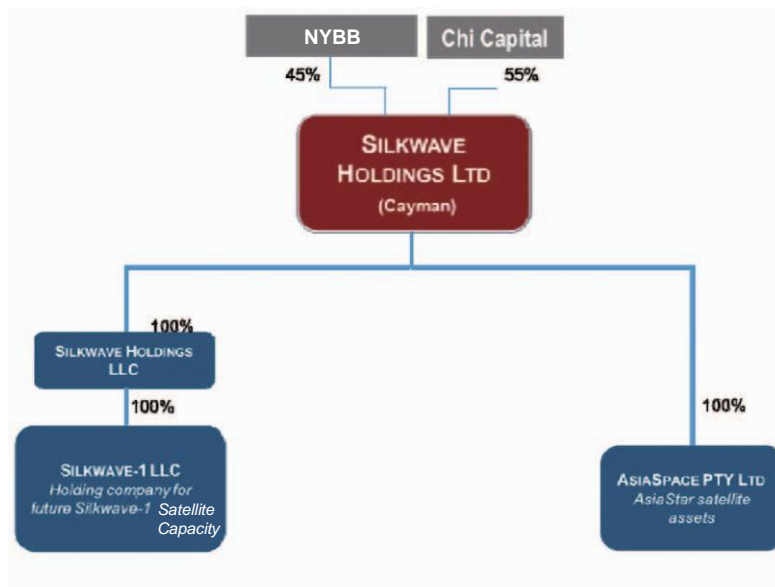 NYBB
Chi Capital
45%
55%
SILKWAVE
HOLDINGS LTD
(Cayman)
100%
SILKWAVE HOLDINGS
LLC
100%
100%
SILKWAVE-1 LLC
Holding company for
future Silkwave-1 Satellite
Capacity
ASIASPACE PTY LTD
AsiaStar satellite
assets